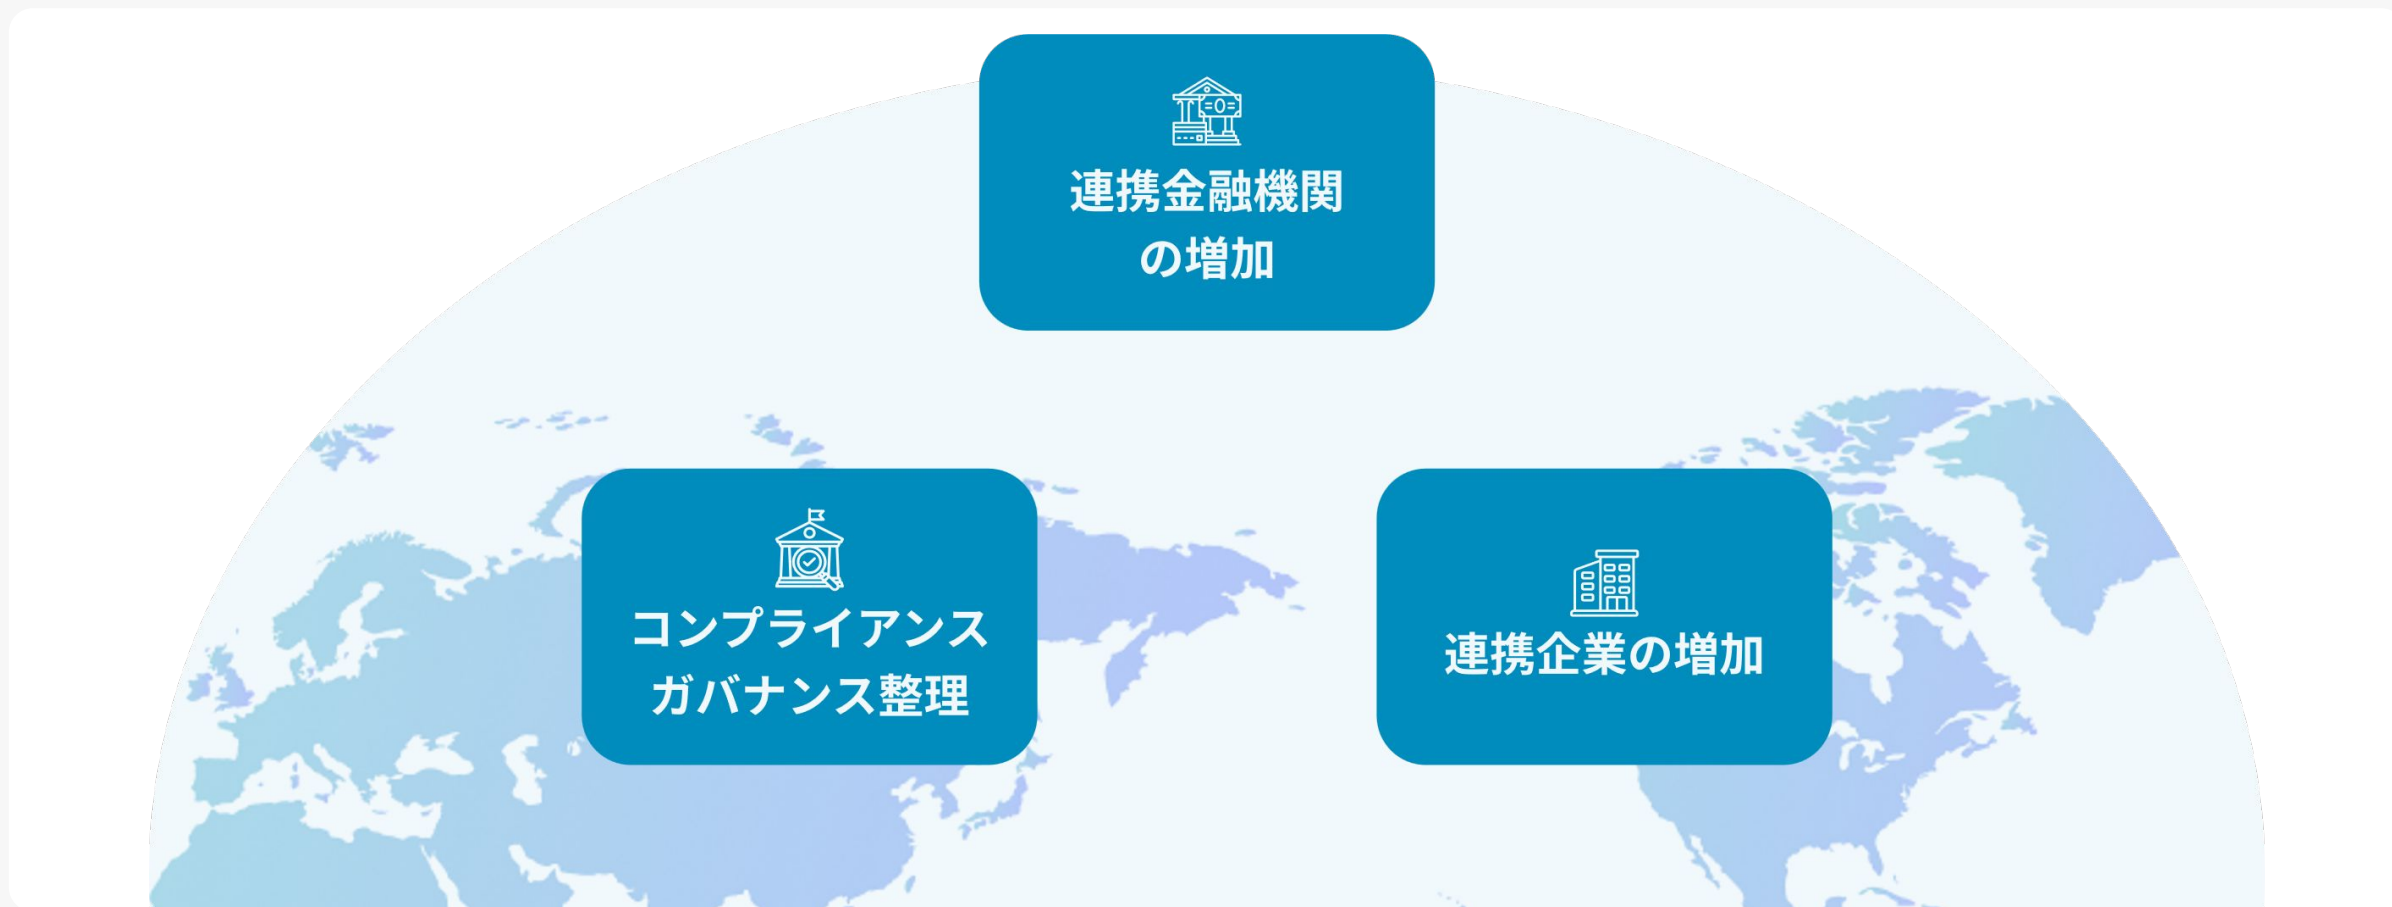 連携金融機関
の増加
コンプライアンス
ガバナンス整理
連携企業の増加